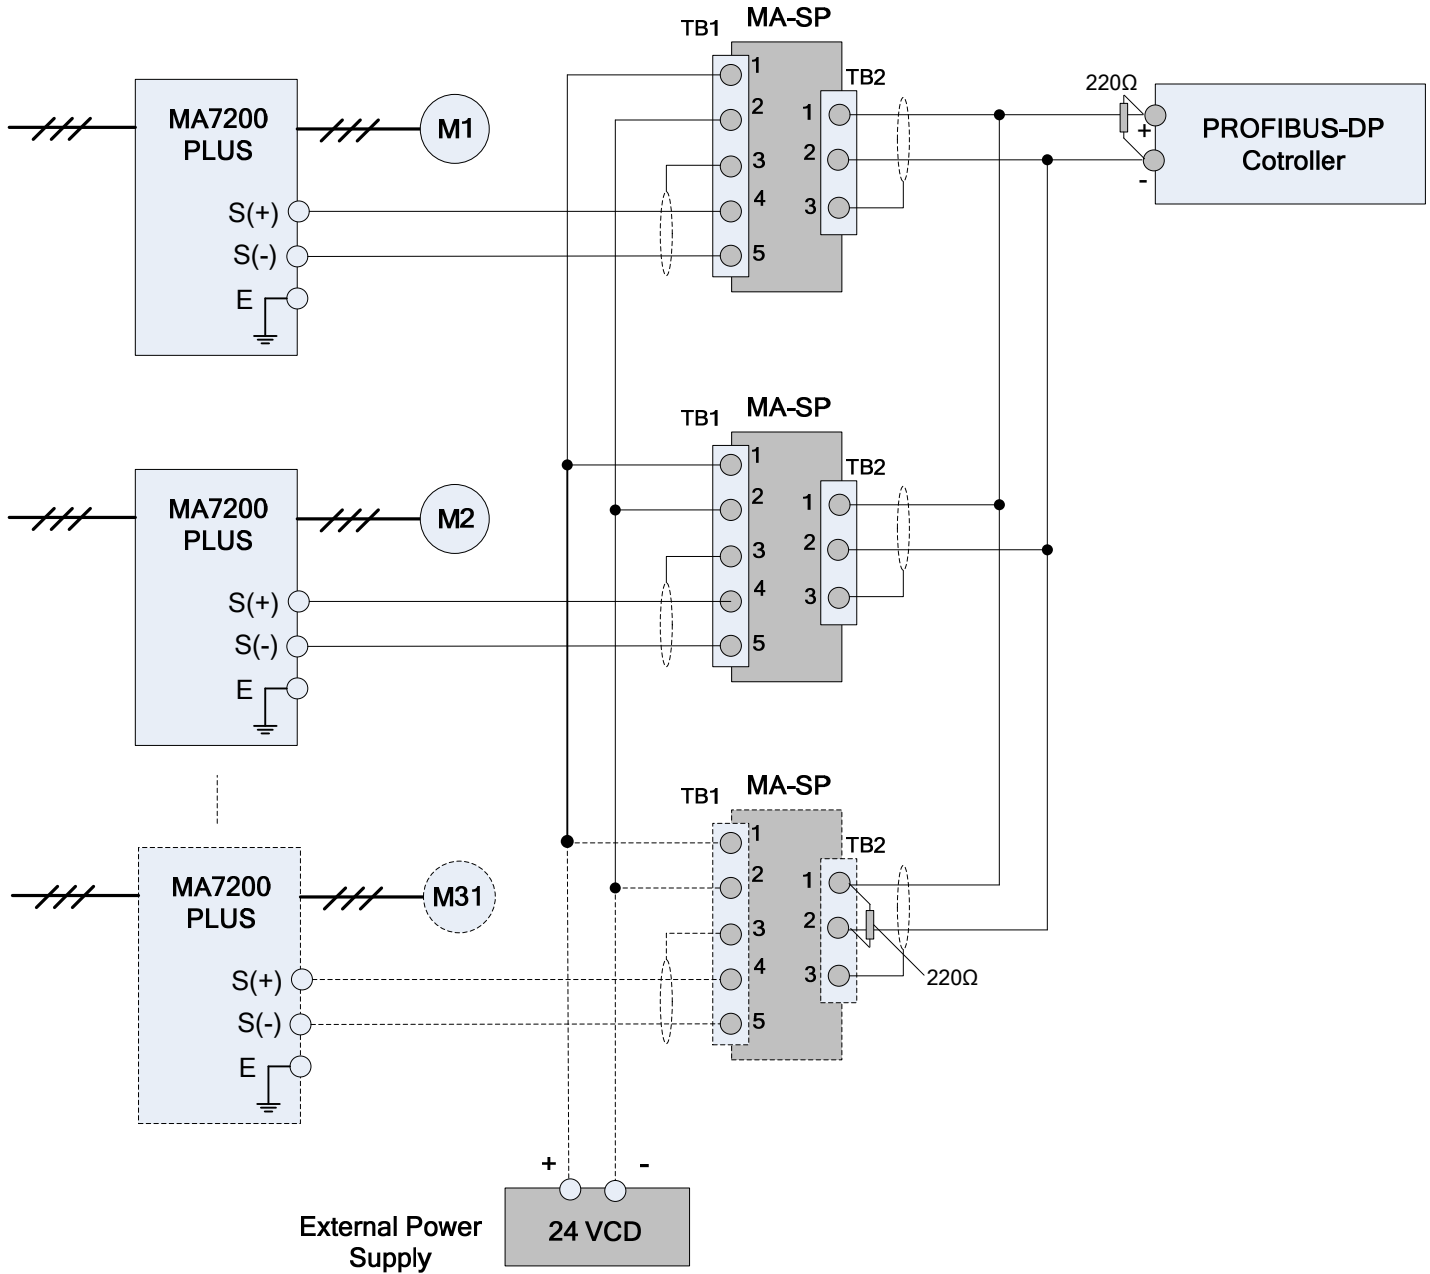 MA-SP
TB1
1
2
3
4
5
TB2
1
2
3
220Ω
+
-
PROFIBUS-DP
Cotroller
MA7200
PLUS
M1
S(+)
S(-)
E
MA-SP
TB1
1
2
3
4
5
TB2
1
2
3
MA7200
PLUS
M2
S(+)
S(-)
E
MA-SP
TB1
1
2
3
4
5
TB2
1
2
3
220Ω
MA7200
PLUS
M31
S(+)
S(-)
E
+
-
External Power
Supply
24 VCD